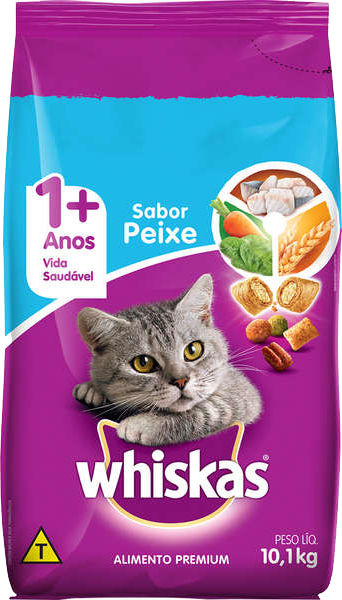 1+
Anos
Vida
Saudável
Sabor
Peixe
whiskas
T
ALIMENTO PREMIUM
PESO LÍQ.
10,1kg